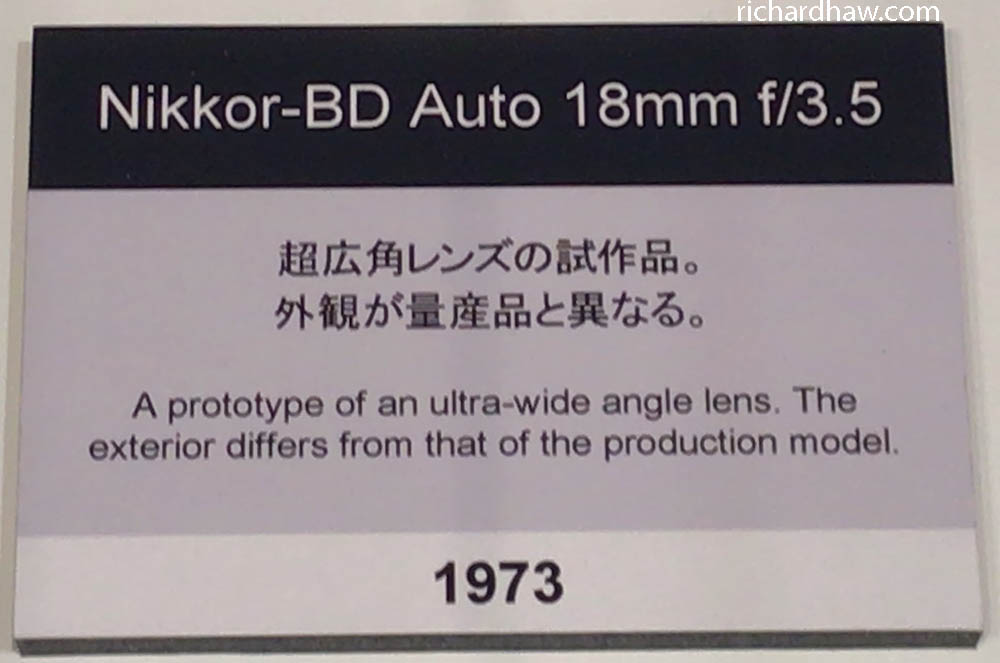 richardhaw.com
Nikkor-BD Auto 18mm f/3.5
超広角レンズの試作品。
外観が量産品と異なる。
A prototype of an ultra-wide angle lens. The
exterior differs from that of the production model.
1973